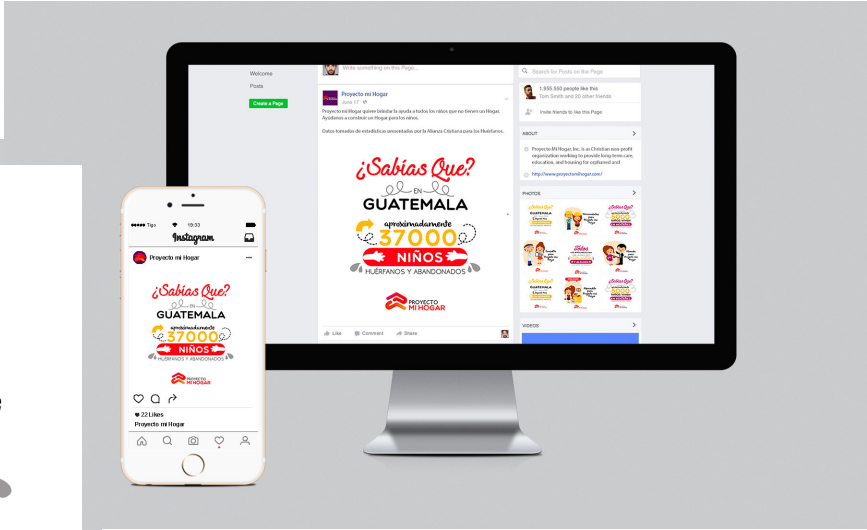 Welcome
Posts
Create a Page
Write something on this Page...
Proyecto mi Hogar
June 17
Proyecto mi Hogar quiere brindar la ayuda a todos los niños que no tienen un Hogar.
Ayúdanos a construir un Hogar para los niños.
Datos tomados de estadísticas presentadas por la Alianza Cristiana para los Huérfanos.
¿Sabías Que?
EN
GUATEMALA
aproximadamente
37000
NIÑOS
HUÉRFANOS Y ABANDONADOS
PROYECTO
MI HOGAR
Like Comment Share
Search for Posts on the Page
1,955,550 people like this
Tom Smith and 20 other friends
Invite friends to like this Page
ABOUT
Proyecto Mi Hogar, Inc. is as Christian non-profit
organization working to provide long-term care,
education, and housing for orphaned and
http://www.proyectomihogar.com/
PHOTOS
VIDEOS
Tigo 19:33
Instagram
Proyecto mi Hogar
¿Sabías Que?
EN
GUATEMALA
aproximadamente
37000
NIÑOS
HUÉRFANOS Y ABANDONADOS
PROYECTO
MI HOGAR
22 Likes
Proyecto mi Hogar